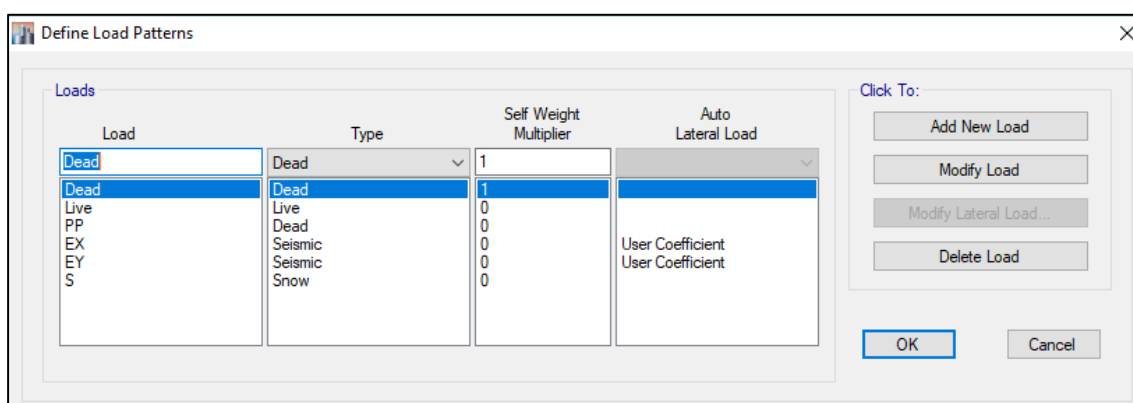 Define Load Patterns
Loads
Click To:
Load Type Self Weight Multiplier Auto Lateral Load
Dead Dead 1
Dead Dead 1
Live Live 0
PP Dead 0
EX Seismic 0 User Coefficient
EY Seismic 0 User Coefficient
S Snow 0
Add New Load
Modify Load
Modify Lateral Load...
Delete Load
OK Cancel